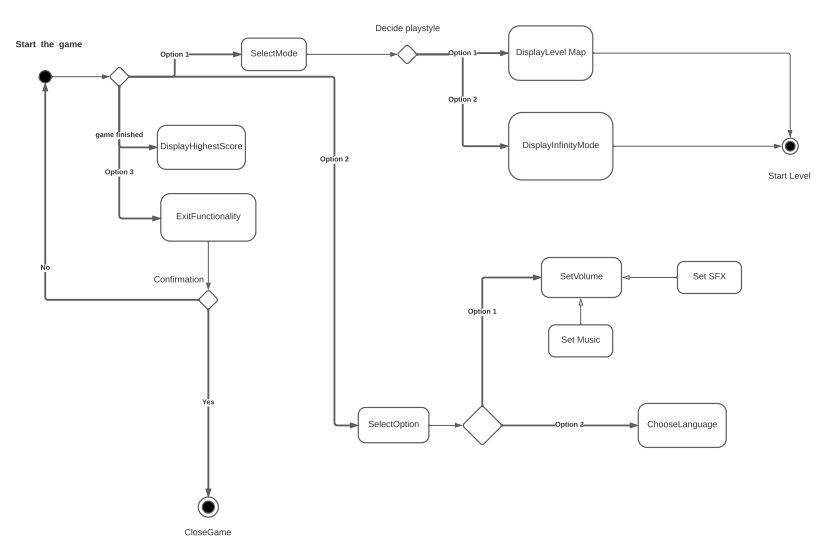 Decide playstyle
Start the game
Option 1
SelectMode
Option 1
DisplayLevel Map
Option 2
game finished
DisplayHighestScore
DisplayInfinityMode
Option 2
Option 3
Start Level
ExitFunctionality
No
Confirmation
SetVolume
Set SFX
Option 1
Set Music
Yes
SelectOption
Option 2
ChooseLanguage
CloseGame